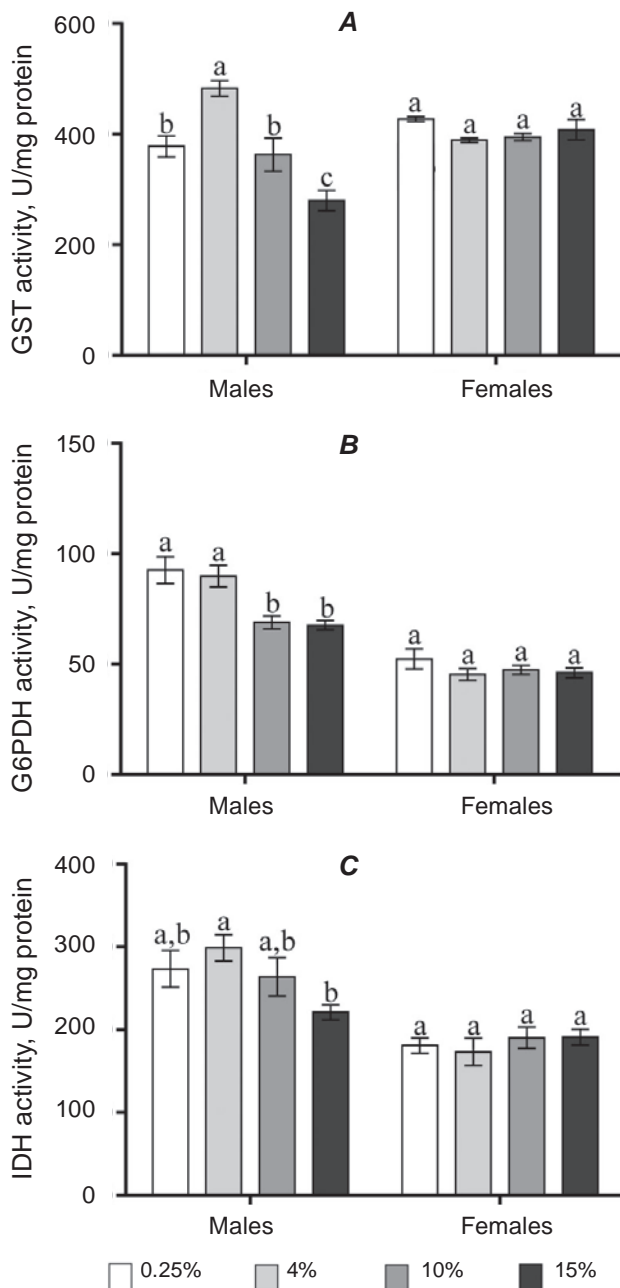 A
GST activity, U/mg protein
600
400
200
0
b
a
b
c
a
a
a
a
Males
Females
B
G6PDH activity, U/mg protein
150
100
50
0
a
a
b
b
a
a
a
a
Males
Females
C
IDH activity, U/mg protein
400
300
200
100
0
a,b
a
a,b
b
a
a
a
a
Males
Females
0.25% 4% 10% 15%